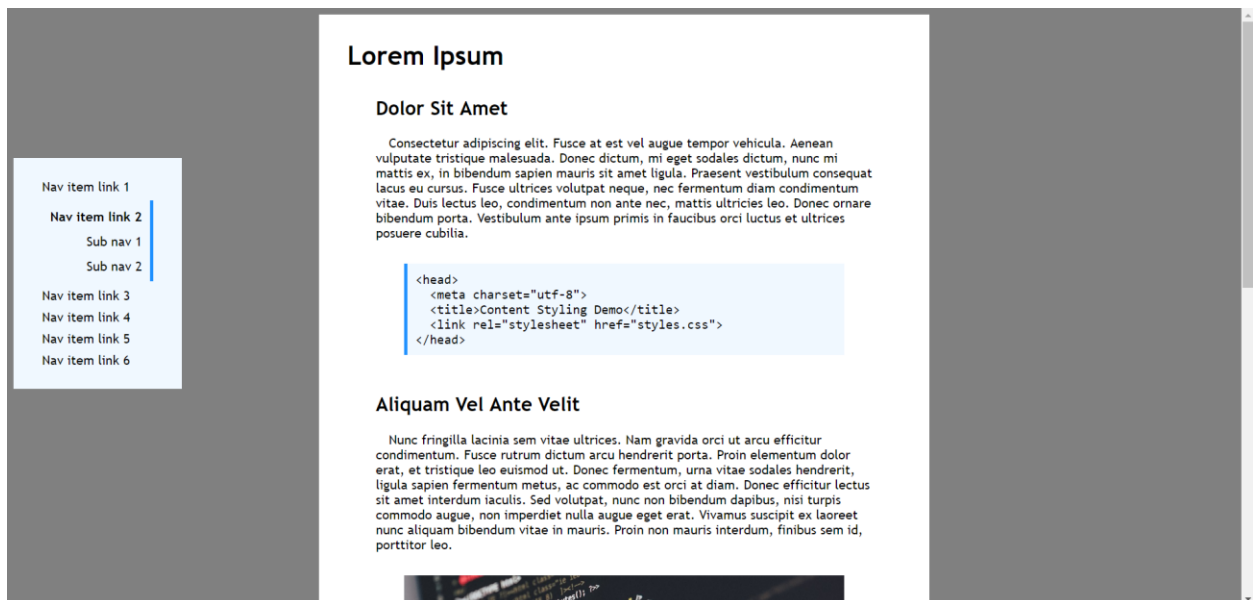 Lorem Ipsum
Dolor Sit Amet
Consectetur adipiscing elit. Fusce at est vel augue tempor vehicula. Aenean
vulputate tristique malesuada. Donec dictum, mi eget sodales dictum, nunc mi
mattis ex, in bibendum sapien mauris sit amet ligula. Praesent vestibulum consequat
lacus eu cursus. Fusce ultrices volutpat neque, nec fermentum diam condimentum
vitae. Duis lectus leo, condimentum non ante nec, mattis ultricies leo. Donec ornare
bibendum porta. Vestibulum ante ipsum primis in faucibus orci luctus et ultrices
posuere cubilia.
Nav item link 1
Nav item link 2
Sub nav 1
Sub nav 2
Nav item link 3
Nav item link 4
Nav item link 5
Nav item link 6
<head>
  <meta charset="utf-8">
  <title>Content Styling Demo</title>
  <link rel="stylesheet" href="styles.css">
</head>
Aliquam Vel Ante Velit
Nunc fringilla lacinia sem vitae ultrices. Nam gravida orci ut arcu efficitur
condimentum. Fusce rutrum dictum arcu hendrerit porta. Proin elementum dolor
erat, et tristique leo euismod ut. Donec fermentum, urna vitae sodales hendrerit,
ligula sapien fermentum metus, ac commodo est orci at diam. Donec efficitur lectus
sit amet interdum iaculis. Sed volutpat, nunc non bibendum dapibus, nisi turpis
commodo augue, non imperdiet nulla augue eget erat. Vivamus suscipit ex laoreet
nunc aliquam bibendum vitae in mauris. Proin non mauris interdum, finibus sem id,
porttitor leo.